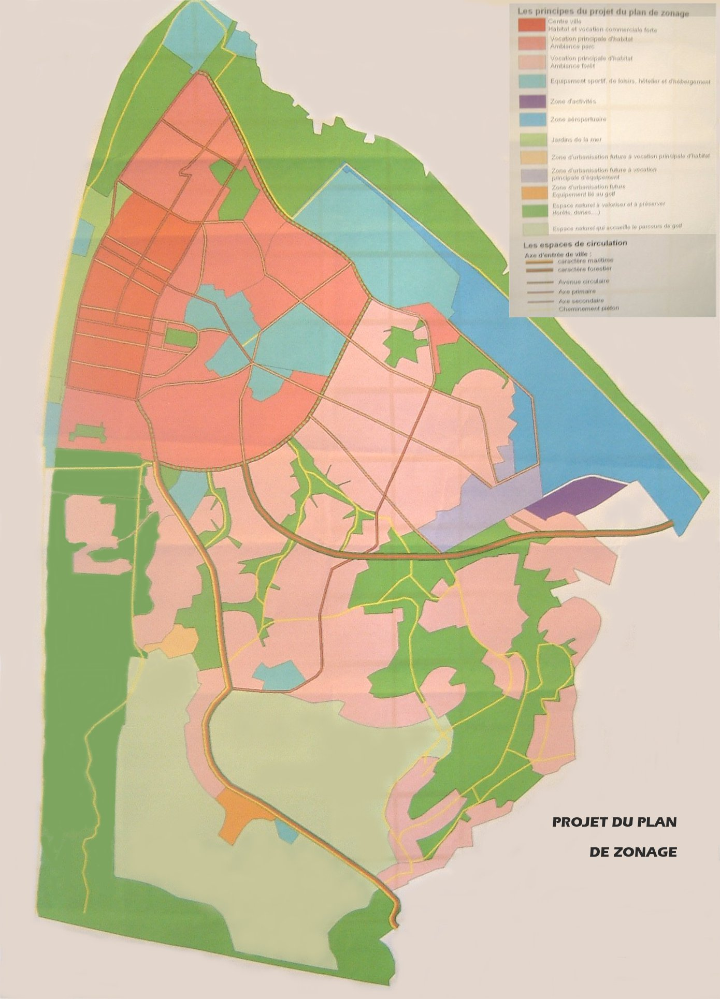 Les principes du projet du plan de zonage
Centre ville
Habitat et vocation commerciale forte
Vocation principale d'habitat
Ambiance parc
Vocation principale d'habitat
Ambiance forêt
Equipement sportif, de loisirs, hôtelier et d'hébergement
Zone d'activités
Zone aéroportuaire
Jardins de la mer
Zone d'urbanisation future à vocation principale d'habitat
Zone d'urbanisation future à vocation
principale d'équipement
Zone d'urbanisation future
Equipement lié au golf
Espace naturel à valoriser et à préserver
(forêts, dunes...)
Espace naturel qui accueille le parcours de golf
Les espaces de circulation
Axe d'entrée de ville :
caractère maritime
caractère forestier
Avenue circulaire
Axe primaire
Axe secondaire
Cheminement piéton
PROJET DU PLAN
DE ZONAGE